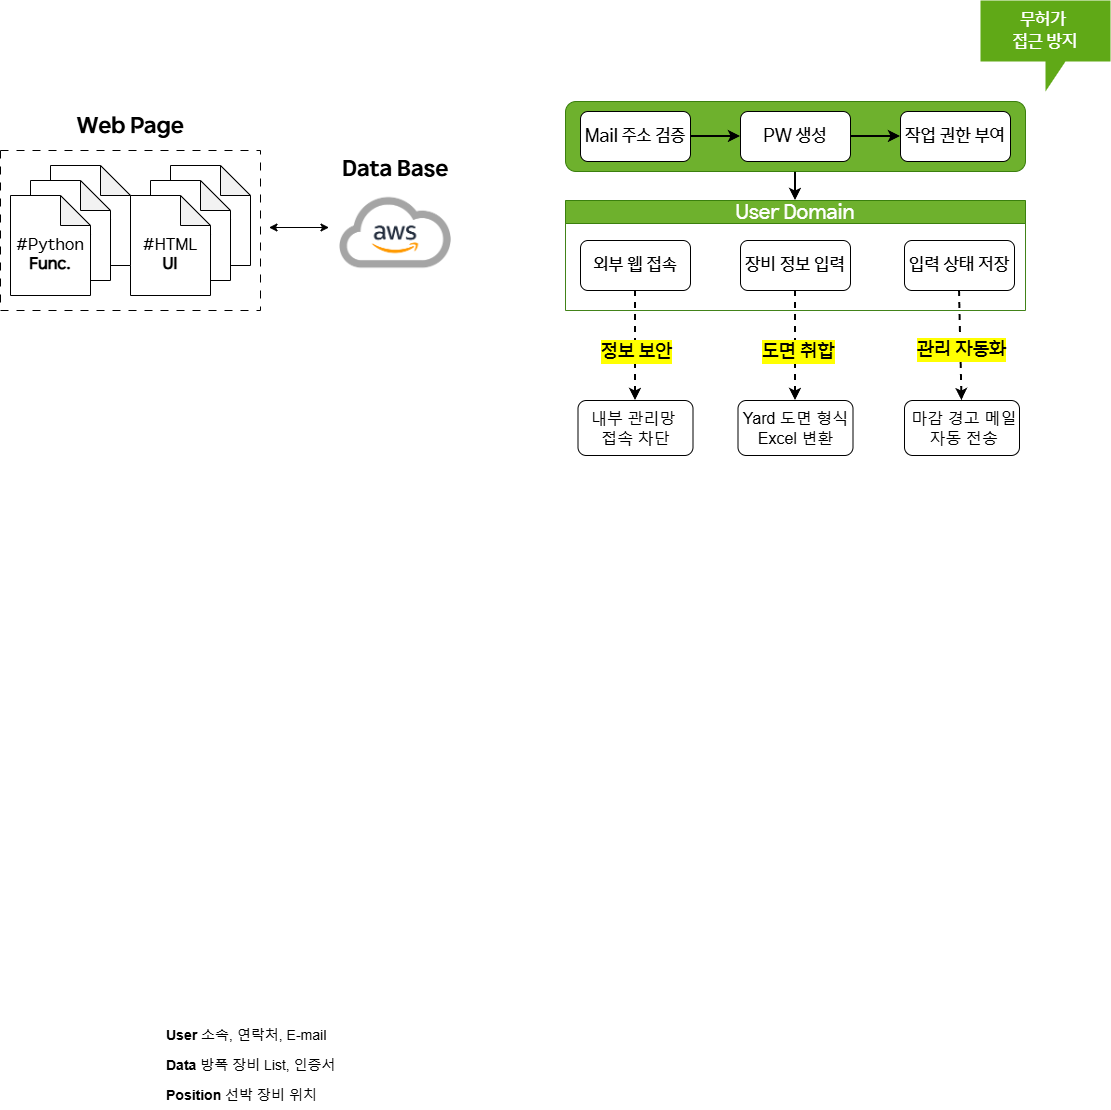 무허가
접근 방지
Web Page
#Python
Func.
#HTML
UI
Data Base
aws
Mail 주소 검증
PW 생성
작업 권한 부여
User Domain
외부 웹 접속
장비 정보 입력
입력 상태 저장
정보 보안
도면 취합
관리 자동화
내부 관리망
접속 차단
Yard 도면 형식
Excel 변환
마감 경고 메일
자동 전송
User 소속, 연락처, E-mail
Data 방폭 장비 List, 인증서
Position 선박 장비 위치